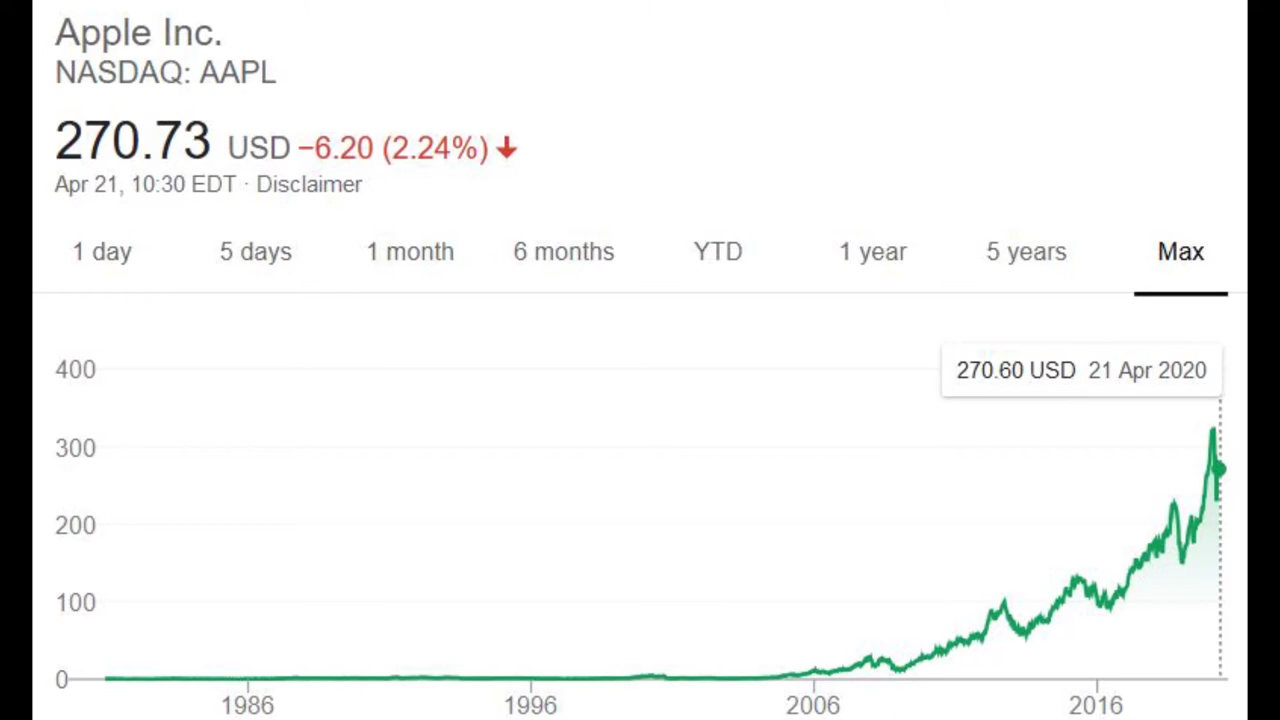 Apple Inc.
NASDAQ: AAPL
270.73 USD −6.20 (2.24%)
Apr 21, 10:30 EDT · Disclaimer
1 day 5 days 1 month 6 months YTD 1 year 5 years Max
270.60 USD 21 Apr 2020
400
300
200
100
0
1986 1996 2006 2016